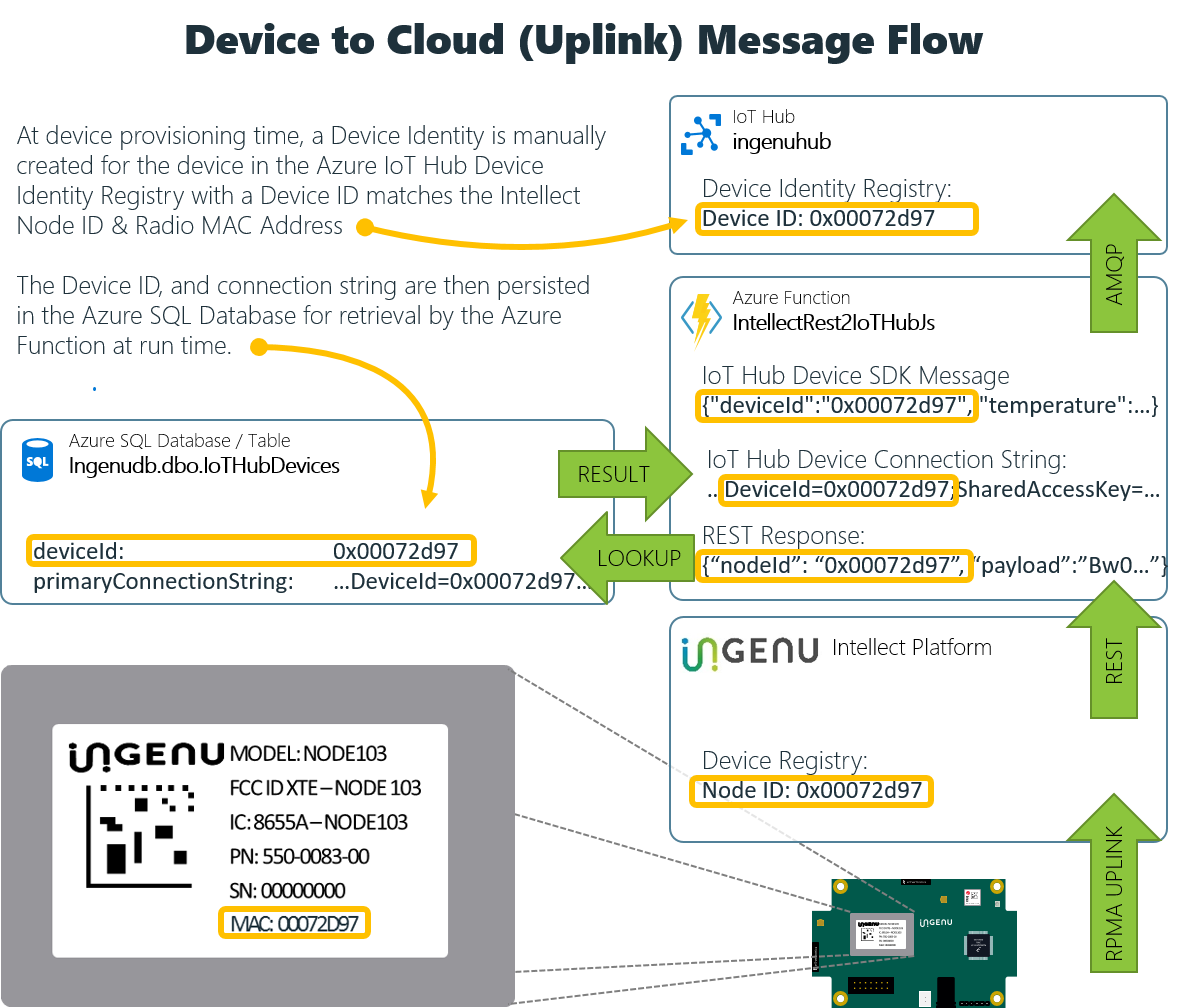 Device to Cloud (Uplink) Message Flow
At device provisioning time, a Device Identity is manually
created for the device in the Azure IoT Hub Device
Identity Registry with a Device ID matches the Intellect
Node ID & Radio MAC Address
The Device ID, and connection string are then persisted
in the Azure SQL Database for retrieval by the Azure
Function at run time.
IoT Hub
ingenuhub
Device Identity Registry:
Device ID: 0x00072d97
AMQP
Azure Function
IntellectRest2IoTHubJs
IoT Hub Device SDK Message
{"deviceId":"0x00072d97", "temperature":...}
IoT Hub Device Connection String:
..DeviceId=0x00072d97;SharedAccessKey=...
REST Response:
{“nodeId”: “0x00072d97”, “payload”:”Bw0...”}
RESULT
LOOKUP
SQL
Azure SQL Database / Table
Ingenudb.dbo.IoTHubDevices
deviceId: 0x00072d97
primaryConnectionString: ...DeviceId=0x00072d97...
REST
INGENU Intellect Platform
Device Registry:
Node ID: 0x00072d97
RPMA UPLINK
INGENU
MODEL: NODE103
FCC ID XTE – NODE 103
IC: 8655A – NODE103
PN: 550-0083-00
SN: 00000000
MAC: 00072D97
INGENU